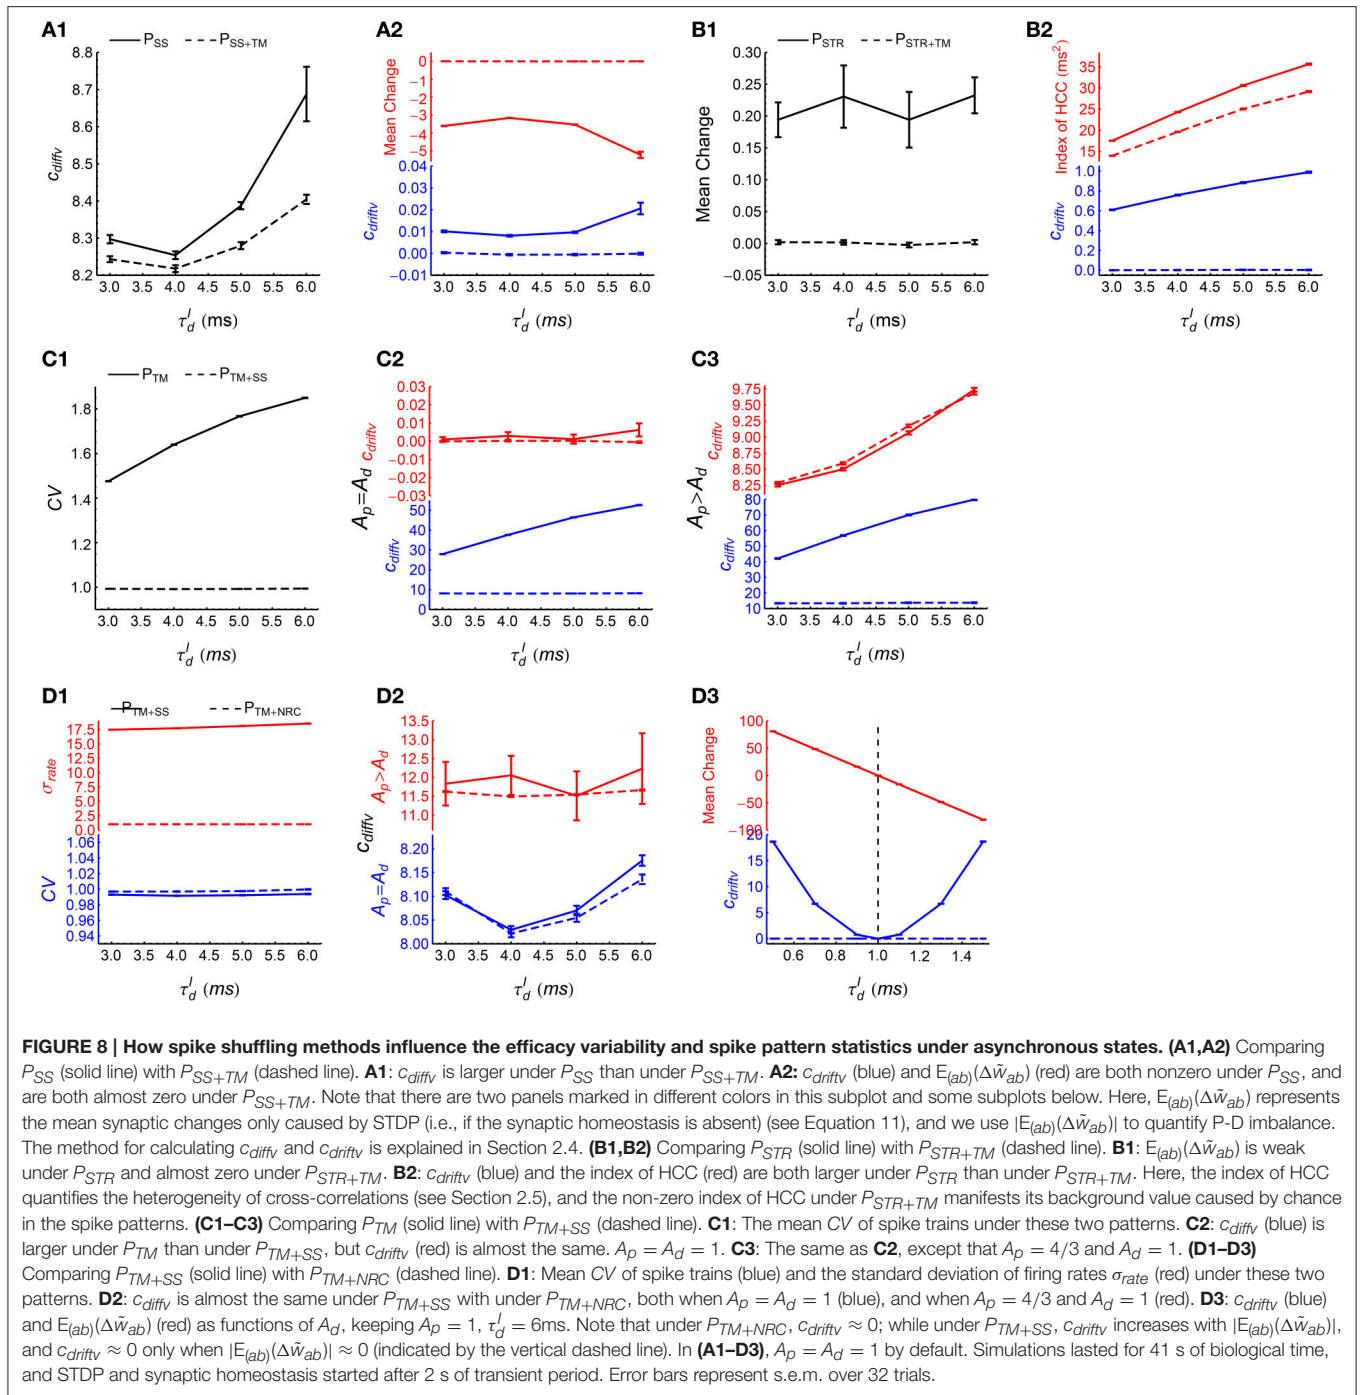 A1
P_SS
P_SS+TM
c_diffv
8.8
8.7
8.6
8.5
8.4
8.3
8.2
3.0 3.5 4.0 4.5 5.0 5.5 6.0
τ_d^I (ms)
A2
Mean Change
0
−1
−2
−3
−4
−5
c_driftv
0.04
0.03
0.02
0.01
0.00
−0.01
3.0 3.5 4.0 4.5 5.0 5.5 6.0
τ_d^I (ms)
B1
P_STR
P_STR+TM
Mean Change
0.30
0.25
0.20
0.15
0.10
0.05
0.00
−0.05
3.0 3.5 4.0 4.5 5.0 5.5 6.0
τ_d^I (ms)
B2
Index of HCC (ms²)
35
30
25
20
15
c_driftv
1.0
0.8
0.6
0.4
0.2
0.0
3.0 3.5 4.0 4.5 5.0 5.5 6.0
τ_d^I (ms)
C1
P_TM
P_TM+SS
CV
1.8
1.6
1.4
1.2
1.0
3.0 3.5 4.0 4.5 5.0 5.5 6.0
τ_d^I (ms)
C2
A_p=A_d
c_driftv
0.03
0.03
0.01
0.00
−0.01
−0.02
−0.03
c_diffv
50
40
30
20
10
0
3.0 3.5 4.0 4.5 5.0 5.5 6.0
τ_d^I (ms)
C3
A_p>A_d
c_driftv
9.75
9.50
9.25
9.00
8.75
8.50
8.25
c_diffv
80
70
60
50
40
30
20
10
3.0 3.5 4.0 4.5 5.0 5.5 6.0
τ_d^I (ms)
D1
P_TM+SS
P_TM+NRC
σ_rate
17.5
15.0
12.5
10.0
7.5
5.0
2.5
0.0
CV
1.06
1.04
1.02
1.00
0.98
0.96
0.94
3.0 3.5 4.0 4.5 5.0 5.5 6.0
τ_d^I (ms)
D2
c_diffv
A_p>A_d
13.5
13.0
12.5
12.0
11.5
11.0
A_p=A_d
8.20
8.15
8.10
8.05
8.00
3.0 3.5 4.0 4.5 5.0 5.5 6.0
τ_d^I (ms)
D3
Mean Change
100
50
0
−50
−100
c_driftv
20
15
10
5
0
0.6 0.8 1.0 1.2 1.4
τ_d^I (ms)
FIGURE 8 | How spike shuffling methods influence the efficacy variability and spike pattern statistics under asynchronous states. (A1,A2) Comparing
P_SS (solid line) with P_SS+TM (dashed line). A1: c_diffv is larger under P_SS than under P_SS+TM. A2: c_driftv (blue) and E_(ab)(Δw̃_ab) (red) are both nonzero under P_SS, and
are both almost zero under P_SS+TM. Note that there are two panels marked in different colors in this subplot and some subplots below. Here, E_(ab)(Δw̃_ab) represents
the mean synaptic changes only caused by STDP (i.e., if the synaptic homeostasis is absent) (see Equation 11), and we use |E_(ab)(Δw̃_ab)| to quantify P-D imbalance.
The method for calculating c_diffv and c_driftv is explained in Section 2.4. (B1,B2) Comparing P_STR (solid line) with P_STR+TM (dashed line). B1: E_(ab)(Δw̃_ab) is weak
under P_STR and almost zero under P_STR+TM. B2: c_driftv (blue) and the index of HCC (red) are both larger under P_STR than under P_STR+TM. Here, the index of HCC
quantifies the heterogeneity of cross-correlations (see Section 2.5), and the non-zero index of HCC under P_STR+TM manifests its background value caused by chance
in the spike patterns. (C1–C3) Comparing P_TM (solid line) with P_TM+SS (dashed line). C1: The mean CV of spike trains under these two patterns. C2: c_diffv (blue) is
larger under P_TM than under P_TM+SS, but c_driftv (red) is almost the same. A_p = A_d = 1. C3: The same as C2, except that A_p = 4/3 and A_d = 1. (D1–D3)
Comparing P_TM+SS (solid line) with P_TM+NRC (dashed line). D1: Mean CV of spike trains (blue) and the standard deviation of firing rates σ_rate (red) under these two
patterns. D2: c_diffv is almost the same under P_TM+SS with under P_TM+NRC, both when A_p = A_d = 1 (blue), and when A_p = 4/3 and A_d = 1 (red). D3: c_driftv (blue)
and E_(ab)(Δw̃_ab) (red) as functions of A_d, keeping A_p = 1, τ_d^I = 6ms. Note that under P_TM+NRC, c_driftv ≈ 0; while under P_TM+SS, c_driftv increases with |E_(ab)(Δw̃_ab)|,
and c_driftv ≈ 0 only when |E_(ab)(Δw̃_ab)| ≈ 0 (indicated by the vertical dashed line). In (A1–D3), A_p = A_d = 1 by default. Simulations lasted for 41 s of biological time,
and STDP and synaptic homeostasis started after 2 s of transient period. Error bars represent s.e.m. over 32 trials.